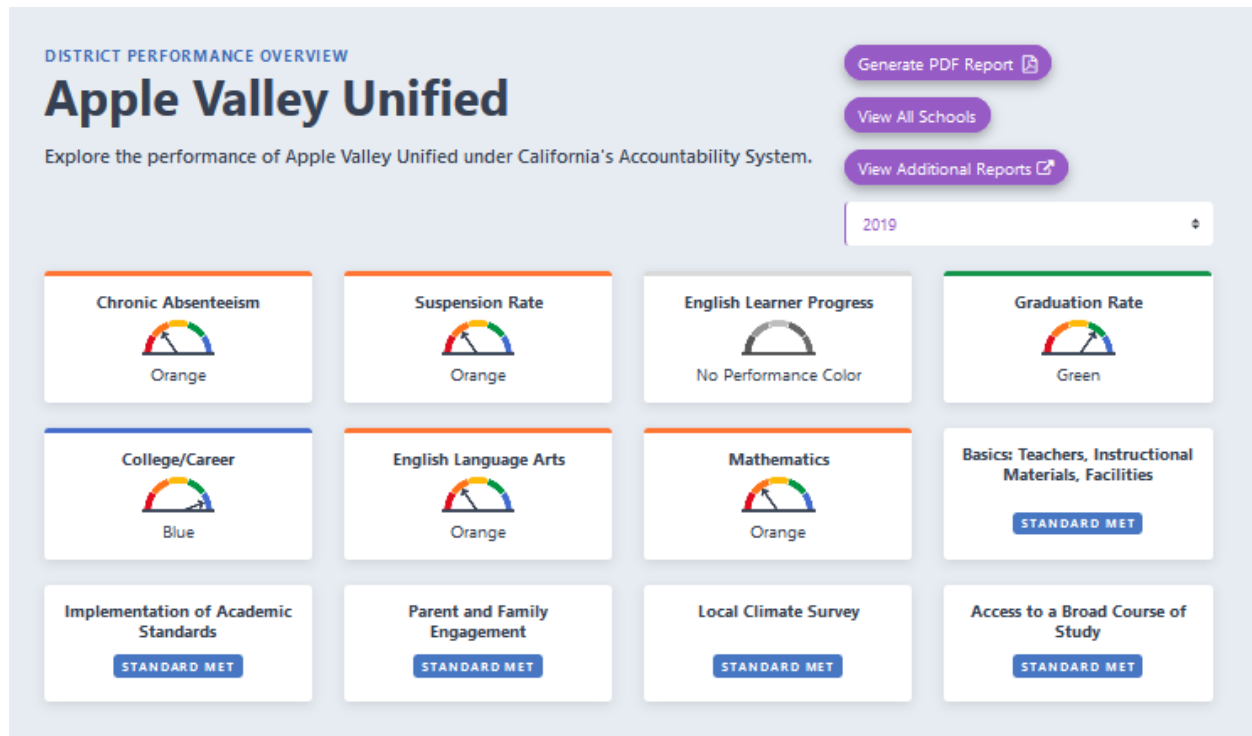 DISTRICT PERFORMANCE OVERVIEW
Apple Valley Unified
Explore the performance of Apple Valley Unified under California's Accountability System.
Generate PDF Report
View All Schools
View Additional Reports
2019
Chronic Absenteeism
Orange
Suspension Rate
Orange
English Learner Progress
No Performance Color
Graduation Rate
Green
College/Career
Blue
English Language Arts
Orange
Mathematics
Orange
Basics: Teachers, Instructional
Materials, Facilities
STANDARD MET
Implementation of Academic
Standards
STANDARD MET
Parent and Family
Engagement
STANDARD MET
Local Climate Survey
STANDARD MET
Access to a Broad Course of
Study
STANDARD MET